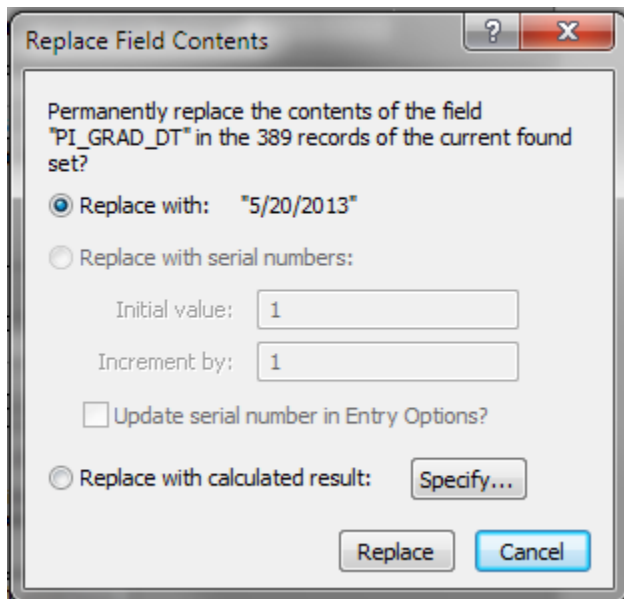 Replace Field Contents
?
X
Permanently replace the contents of the field
"PI_GRAD_DT" in the 389 records of the current found
set?
Replace with: "5/20/2013"
Replace with serial numbers:
Initial value: 1
Increment by: 1
Update serial number in Entry Options?
Replace with calculated result: Specify...
Replace Cancel